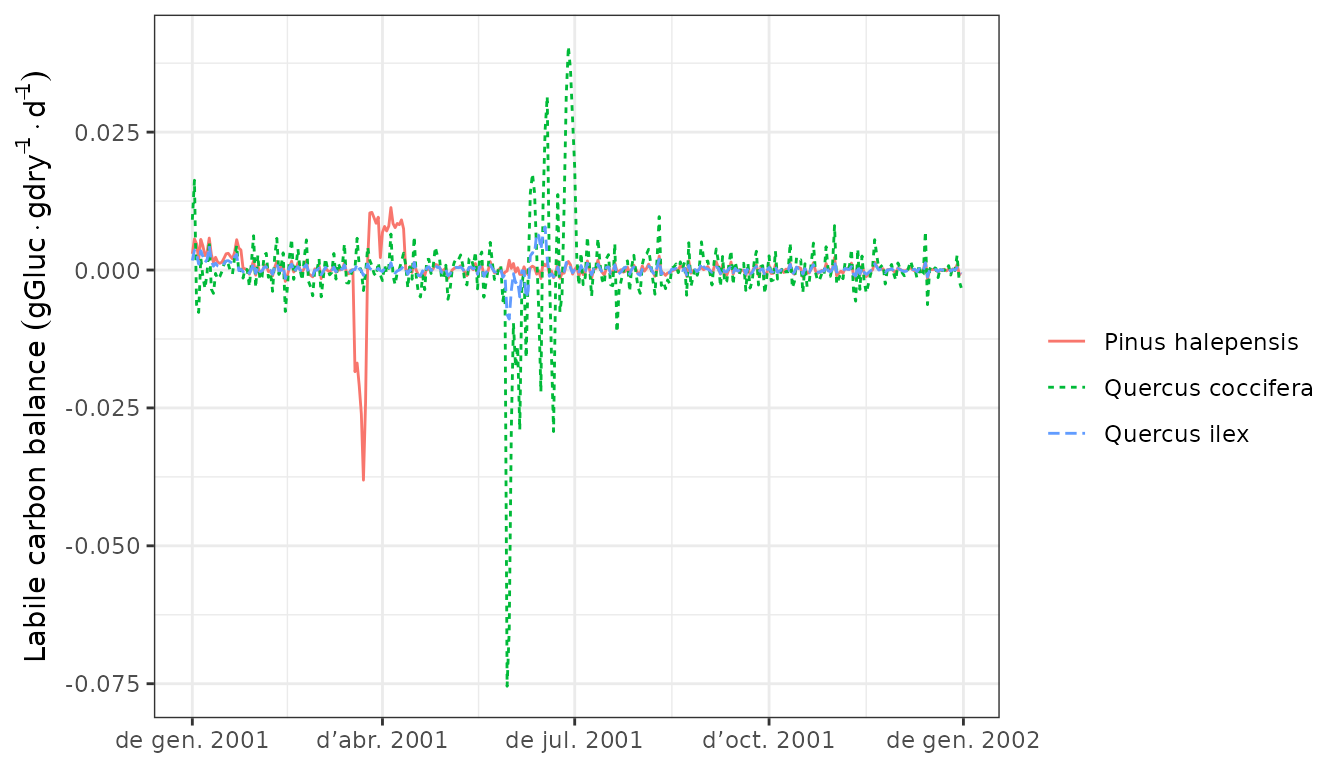 Labile carbon balance (gGluc · gdry⁻¹ · d⁻¹)
0.025
0.000
-0.025
-0.050
-0.075
de gen. 2001 d’abr. 2001 de jul. 2001 d’oct. 2001 de gen. 2002
Pinus halepensis
Quercus coccifera
Quercus ilex